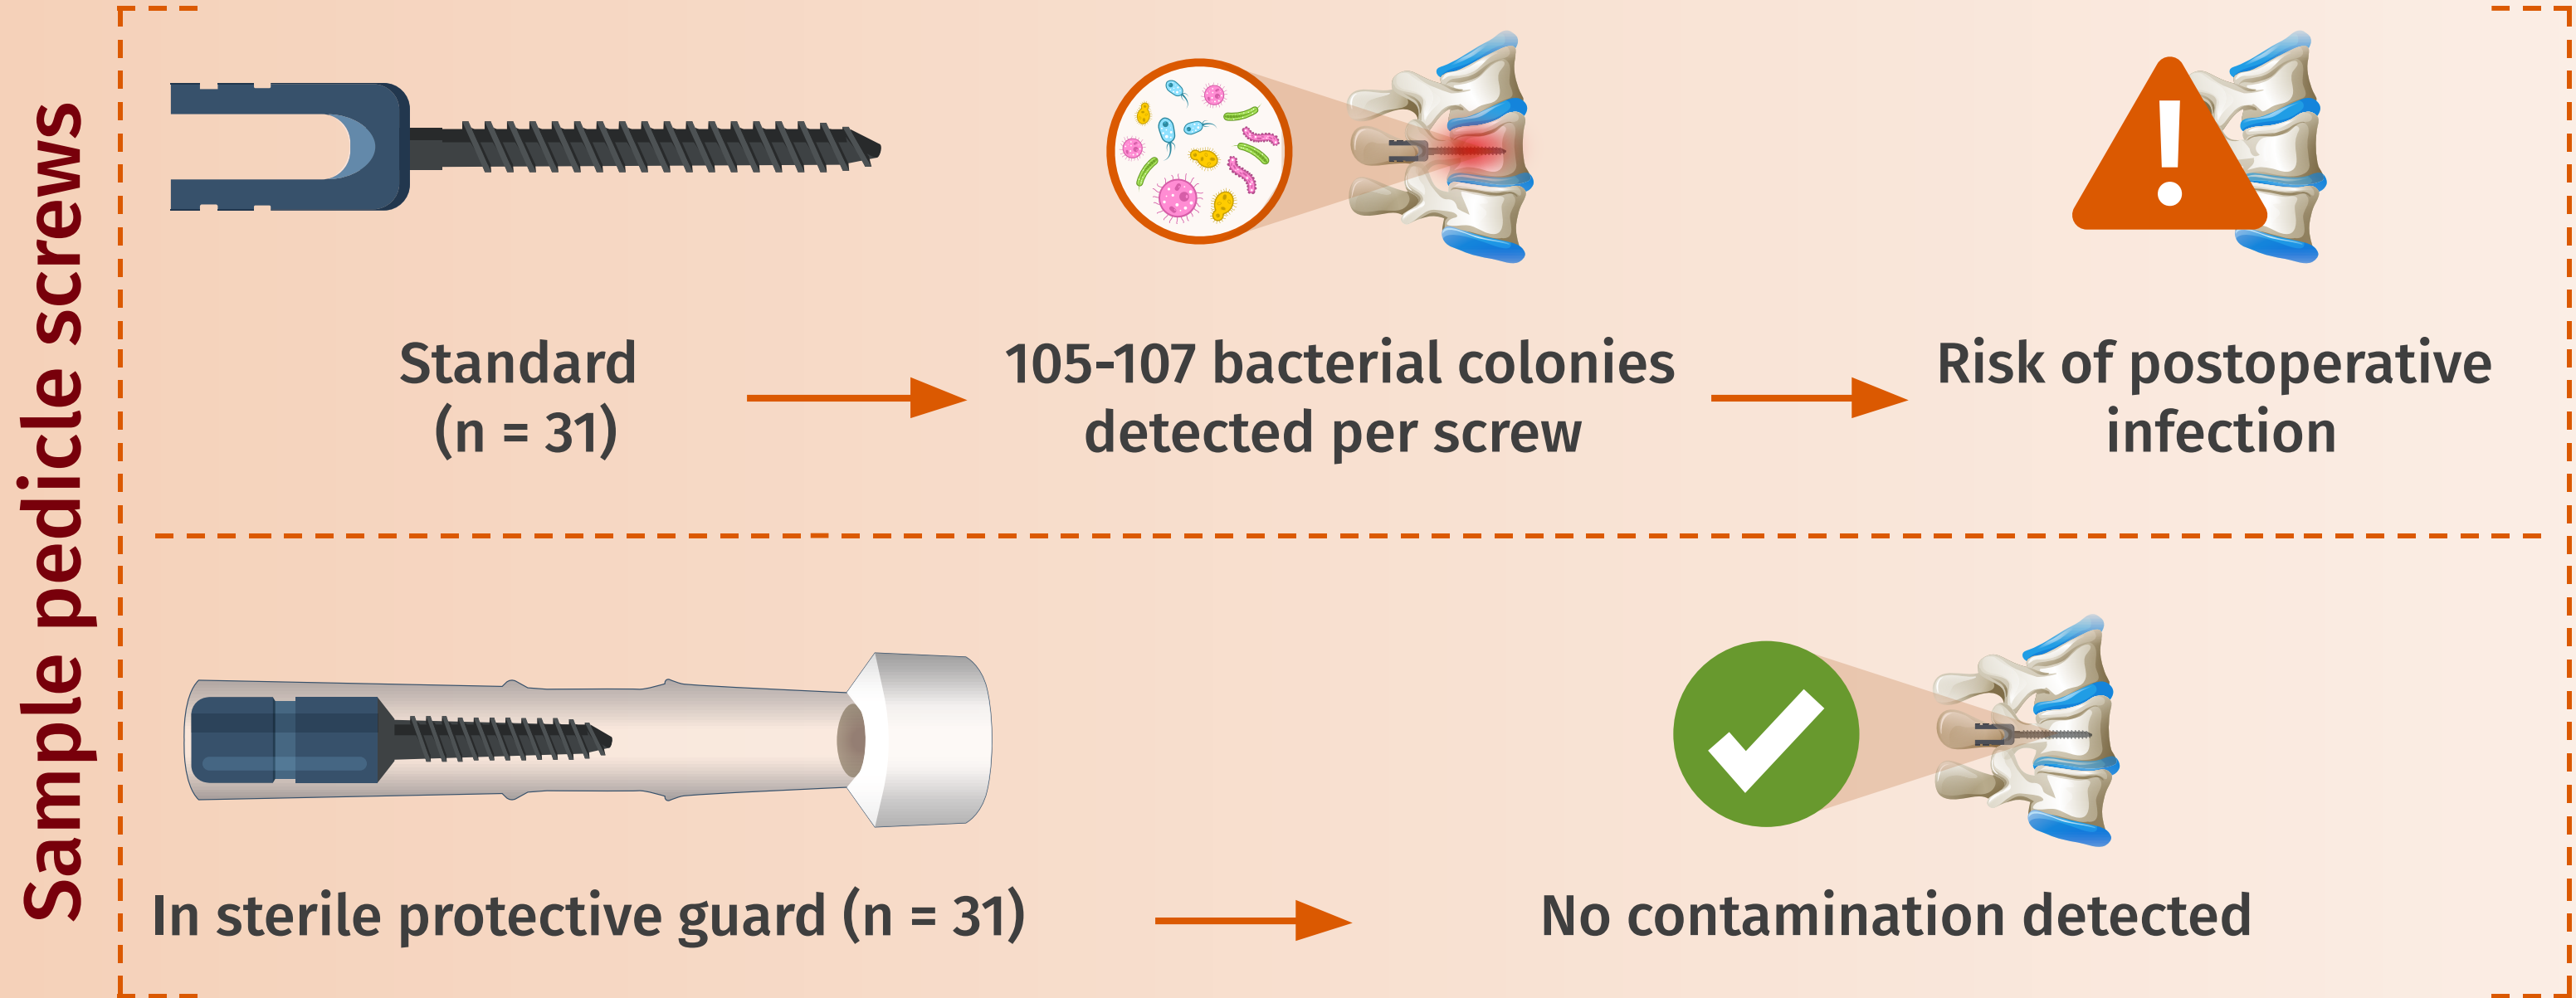 Sample pedicle screws
Standard
(n = 31)
105-107 bacterial colonies
detected per screw
Risk of postoperative
infection
In sterile protective guard (n = 31)
No contamination detected